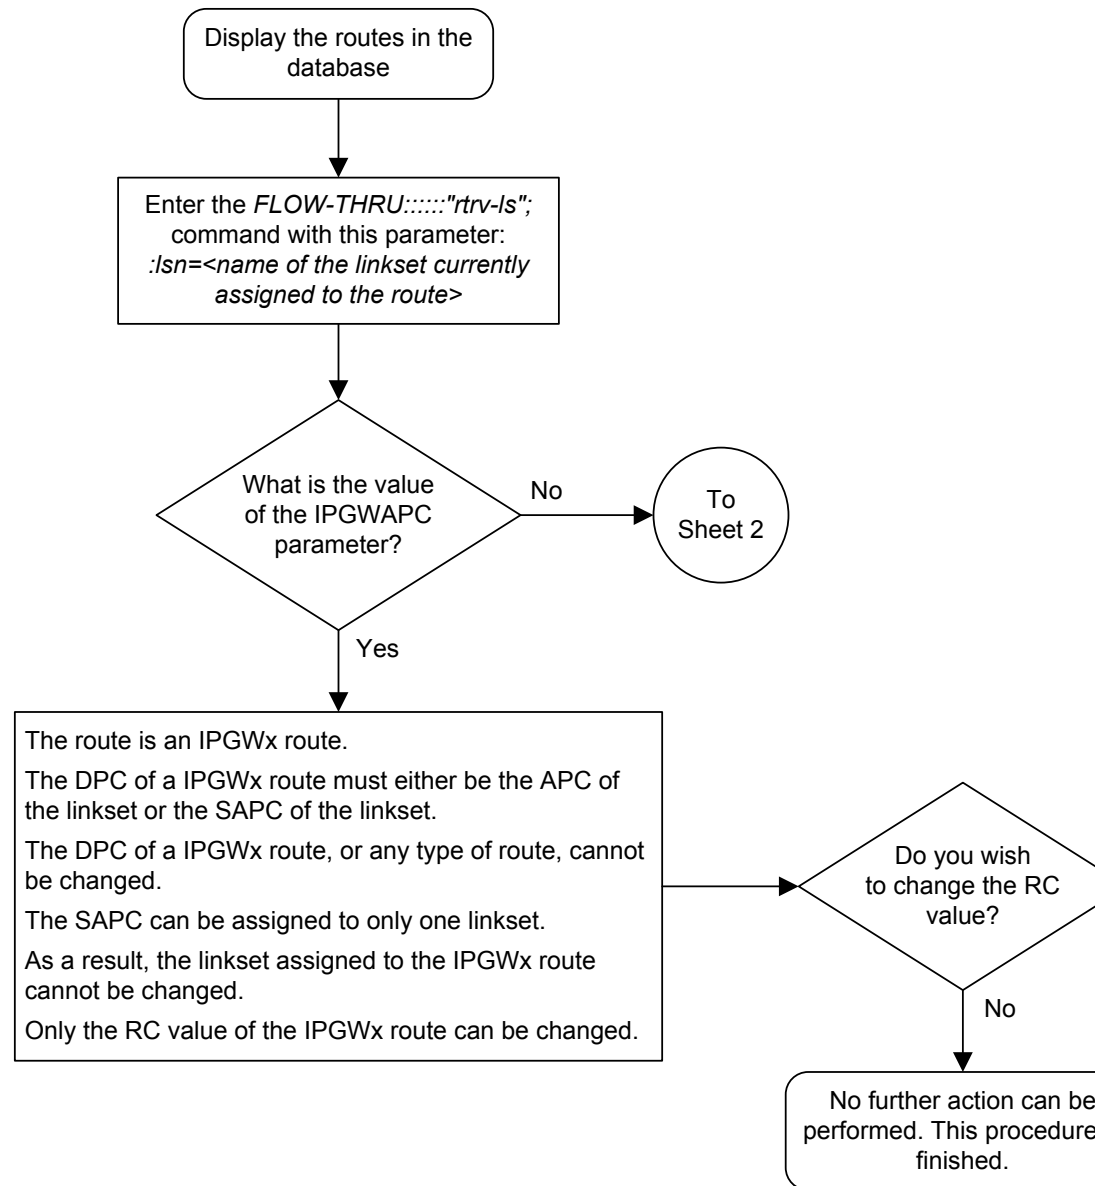 Display the routes in the
database
Enter the FLOW-THRU::::::"rtrv-ls";
command with this parameter:
:lsn=<name of the linkset currently
assigned to the route>
What is the value
of the IPGWAPC
parameter?
No
To
Sheet 2
Yes
The route is an IPGWx route.
The DPC of a IPGWx route must either be the APC of
the linkset or the SAPC of the linkset.
The DPC of a IPGWx route, or any type of route, cannot
be changed.
The SAPC can be assigned to only one linkset.
As a result, the linkset assigned to the IPGWx route
cannot be changed.
Only the RC value of the IPGWx route can be changed.
Do you wish
to change the RC
value?
No
No further action can be
performed. This procedure
finished.